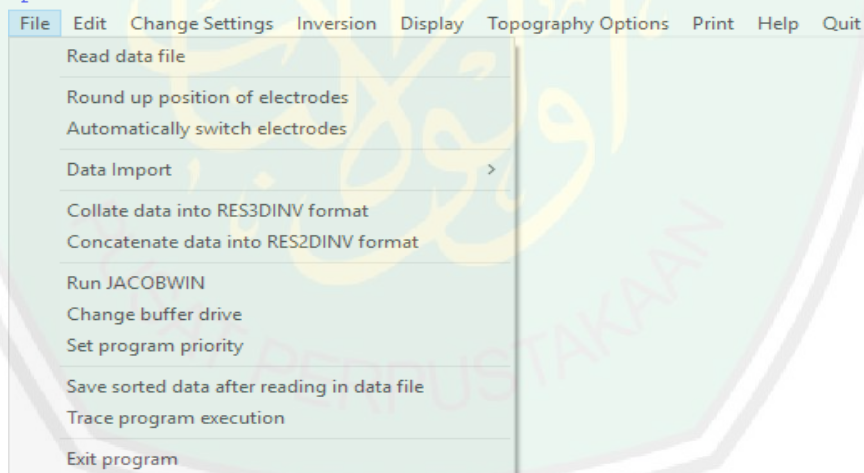 File Edit Change Settings Inversion Display Topography Options Print Help Quit
Read data file
Round up position of electrodes
Automatically switch electrodes
Data Import >
Collate data into RES3DINV format
Concatenate data into RES2DINV format
Run JACOBWIN
Change buffer drive
Set program priority
Save sorted data after reading in data file
Trace program execution
Exit program
PERPUSTAKAAN